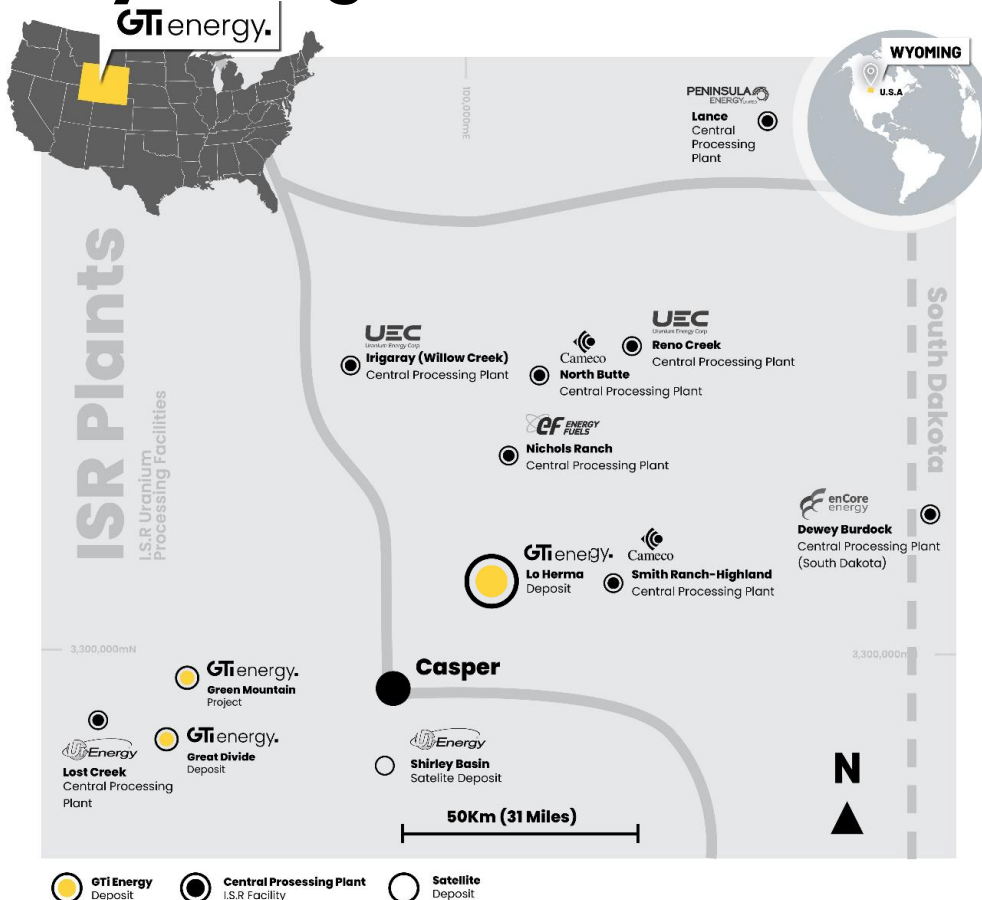 GTi energy.
WYOMING
U.S.A
100,000mE
PENINSULA
ENERGY LIMITED
Lance
Central
Processing
Plant
ISR Plants
I.S.R Uranium
Processing Facilities
South Dakota
UEC
Uranium Energy Corp
Irigaray (Willow Creek)
Central Processing Plant
Cameco
North Butte
Central Processing Plant
UEC
Uranium Energy Corp
Reno Creek
Central Processing Plant
ef ENERGY
FUELS
Nichols Ranch
Central Processing Plant
enCore
energy
Dewey Burdock
Central Processing Plant
(South Dakota)
GTi energy.
Lo Herma
Deposit
Cameco
Smith Ranch-Highland
Central Processing Plant
3,300,000mN
3,300,000mN
Casper
GTi energy.
Green Mountain
Project
GTi energy.
Great Divide
Deposit
Energy
Lost Creek
Central Processing
Plant
Energy
Shirley Basin
Satelite Deposit
50Km (31 Miles)
N
GTi Energy
Deposit
Central Prosessing Plant
I.S.R Facility
Satellite
Deposit